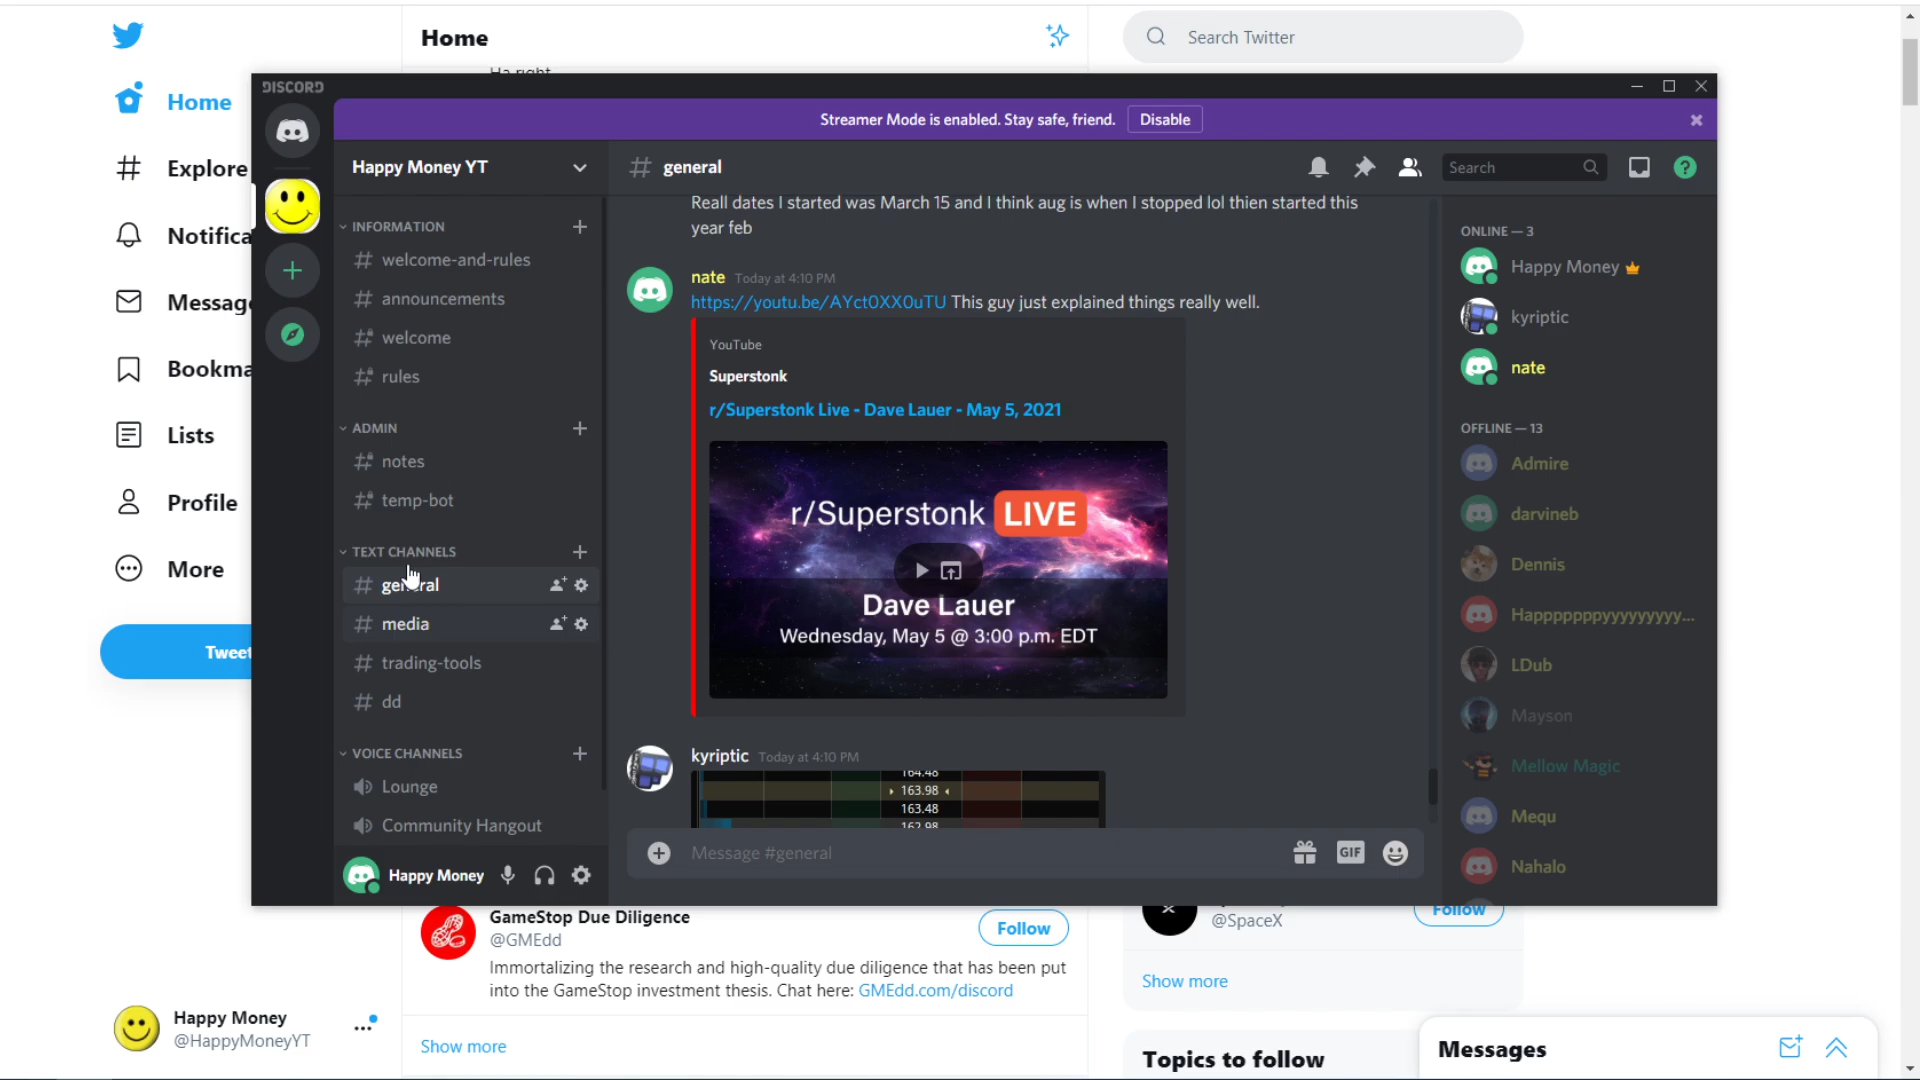 Home
Search Twitter
Home
Explore
Notifica
Messag
Bookma
Lists
Profile
More
Tweet
DISCORD
Streamer Mode is enabled. Stay safe, friend.
Disable
Happy Money YT
INFORMATION
# welcome-and-rules
# announcements
# welcome
# rules
ADMIN
# notes
# temp-bot
TEXT CHANNELS
# general
# media
# trading-tools
# dd
VOICE CHANNELS
Lounge
Community Hangout
Happy Money
# general
Search
Reall dates I started was March 15 and I think aug is when I stopped lol thien started this
year feb
nate Today at 4:10 PM
https://youtu.be/AYct0XX0uTU This guy just explained things really well.
YouTube
Superstonk
r/Superstonk Live - Dave Lauer - May 5, 2021
r/Superstonk LIVE
Dave Lauer
Wednesday, May 5 @ 3:00 p.m. EDT
kyriptic Today at 4:10 PM
164.48
163.98
163.48
162.98
Message #general
GIF
ONLINE — 3
Happy Money
kyriptic
nate
OFFLINE — 13
Admire
darvineb
Dennis
Happpppppyyyyyyyyy...
LDub
Mayson
Mellow Magic
Mequ
Nahalo
GameStop Due Diligence
@GMEdd
Follow
Immortalizing the research and high-quality due diligence that has been put
into the GameStop investment thesis. Chat here: GMEdd.com/discord
Show more
@SpaceX
Follow
Show more
Topics to follow
Messages
Happy Money
@HappyMoneyYT